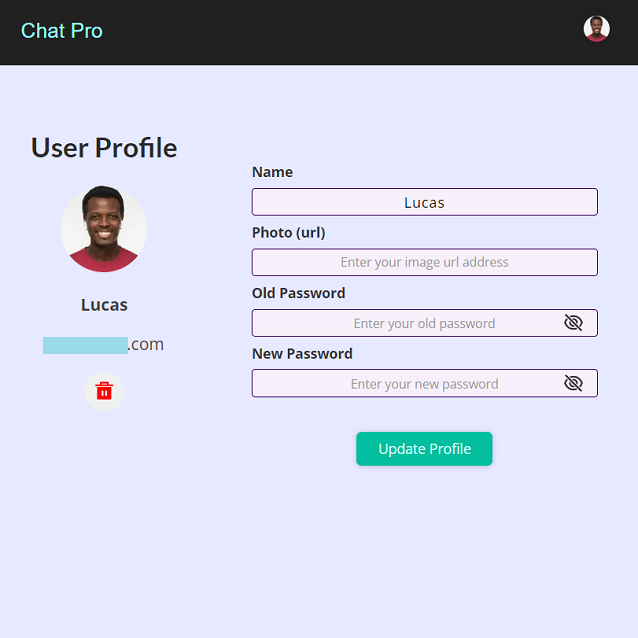 Chat Pro
User Profile
Lucas
.com
Name
Lucas
Photo (url)
Enter your image url address
Old Password
Enter your old password
New Password
Enter your new password
Update Profile